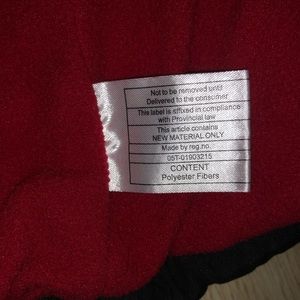 Not to be removed until
Delivered to the consumer
This label is affixed in compliance
with Provincial law
This article contains
NEW MATERIAL ONLY
Made by reg.no.
05T-01903215
CONTENT
Polyester Fibers